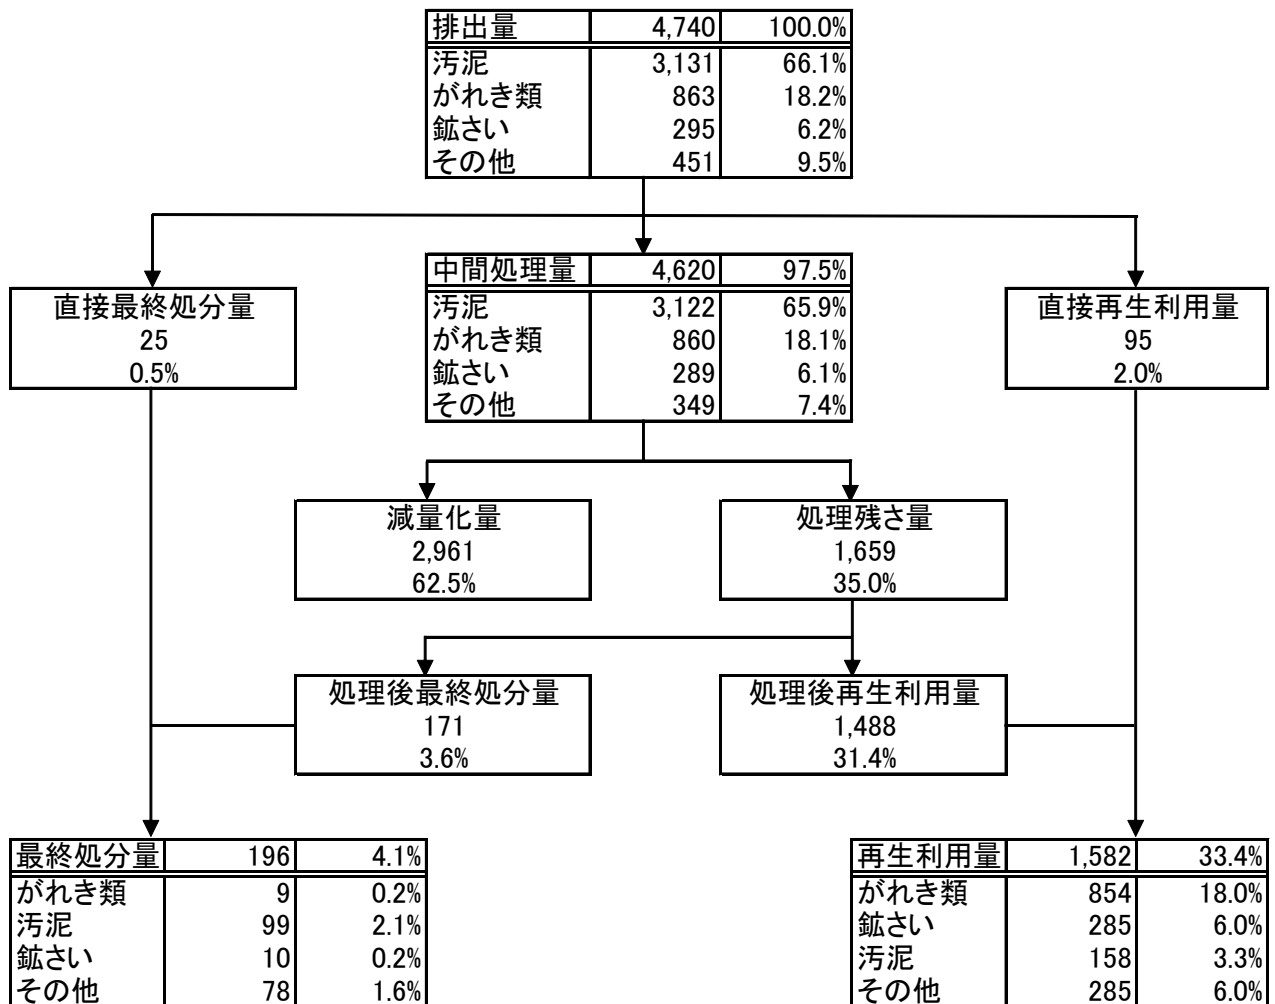 排出量 4,740 100.0%
汚泥 3,131 66.1%
がれき類 863 18.2%
鉱さい 295 6.2%
その他 451 9.5%
中間処理量 4,620 97.5%
汚泥 3,122 65.9%
がれき類 860 18.1%
鉱さい 289 6.1%
その他 349 7.4%
直接最終処分量
25
0.5%
直接再生利用量
95
2.0%
減量化量
2,961
62.5%
処理残さ量
1,659
35.0%
処理後最終処分量
171
3.6%
処理後再生利用量
1,488
31.4%
最終処分量 196 4.1%
がれき類 9 0.2%
汚泥 99 2.1%
鉱さい 10 0.2%
その他 78 1.6%
再生利用量 1,582 33.4%
がれき類 854 18.0%
鉱さい 285 6.0%
汚泥 158 3.3%
その他 285 6.0%